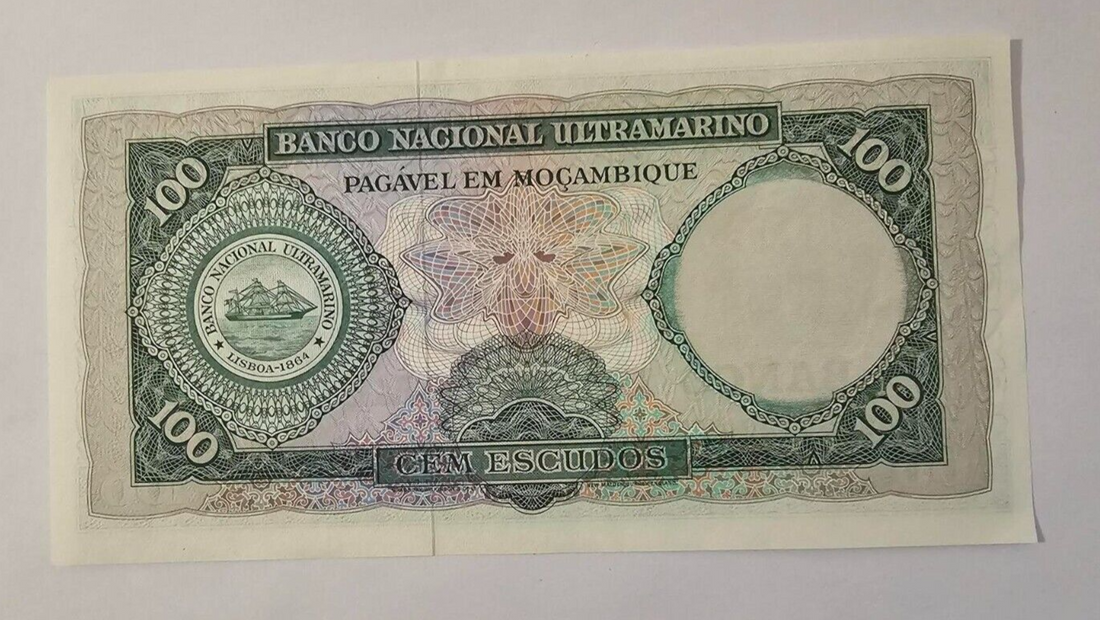 BANCO NACIONAL ULTRAMARINO
PAGÁVEL EM MOÇAMBIQUE
100
100
BANCO NACIONAL ULTRAMARINO
★ LISBOA-1864 ★
100
100
CEM ESCUDOS